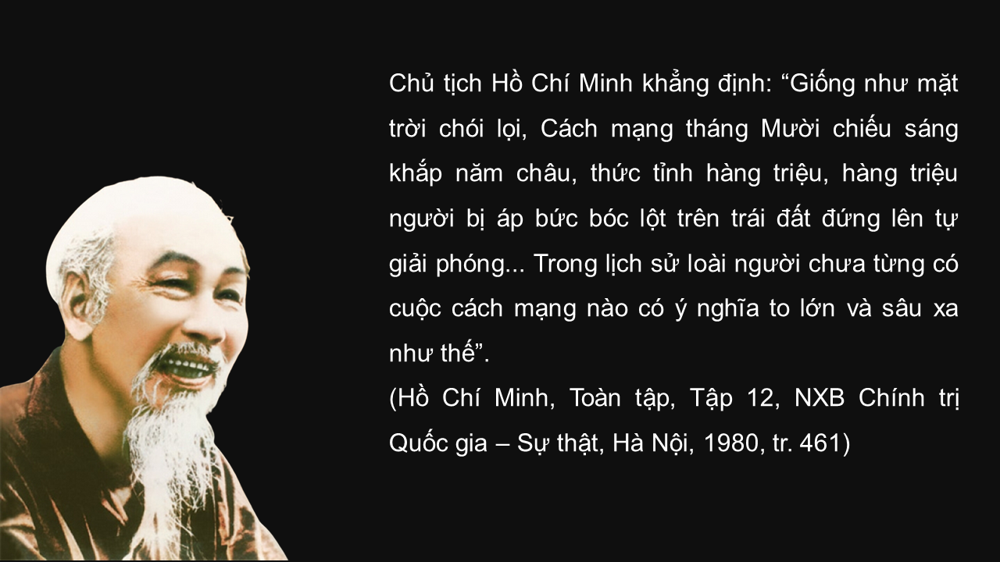 Chủ tịch Hồ Chí Minh khẳng định: “Giống như mặt
trời chói lọi, Cách mạng tháng Mười chiếu sáng
khắp năm châu, thức tỉnh hàng triệu, hàng triệu
người bị áp bức bóc lột trên trái đất đứng lên tự
giải phóng... Trong lịch sử loài người chưa từng có
cuộc cách mạng nào có ý nghĩa to lớn và sâu xa
như thế”.
(Hồ Chí Minh, Toàn tập, Tập 12, NXB Chính trị
Quốc gia – Sự thật, Hà Nội, 1980, tr. 461)